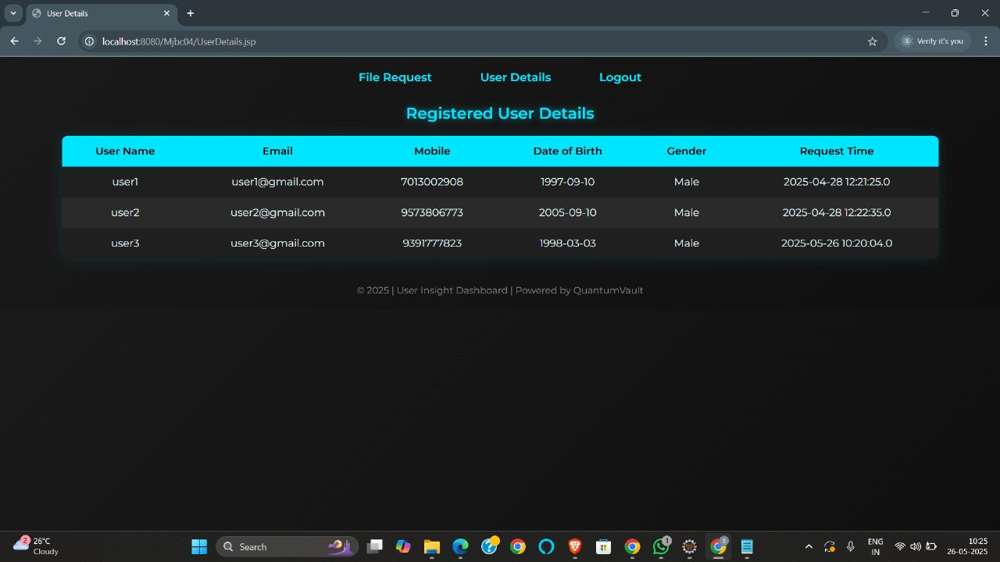 User Details
localhost:8080/Mjbc04/UserDetails.jsp
Verify it's you
File Request User Details Logout
Registered User Details
User Name Email Mobile Date of Birth Gender Request Time
user1 user1@gmail.com 7013002908 1997-09-10 Male 2025-04-28 12:21:25.0
user2 user2@gmail.com 9573806773 2005-09-10 Male 2025-04-28 12:22:35.0
user3 user3@gmail.com 9391777823 1998-03-03 Male 2025-05-26 10:20:04.0
© 2025 | User Insight Dashboard | Powered by QuantumVault
2 26°C
Cloudy
Search
1
S
ENG
IN
10:25
26-05-2025